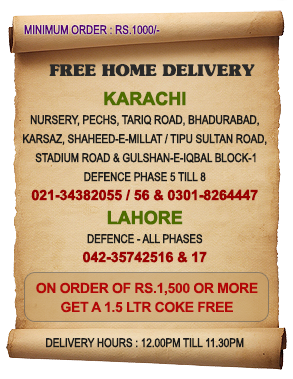 MINIMUM ORDER : RS.1000/-
FREE HOME DELIVERY
KARACHI
NURSERY, PECHS, TARIQ ROAD, BHADURABAD,
KARSAZ, SHAHEED-E-MILLAT / TIPU SULTAN ROAD,
STADIUM ROAD & GULSHAN-E-IQBAL BLOCK-1
DEFENCE PHASE 5 TILL 8
021-34382055 / 56 & 0301-8264447
LAHORE
DEFENCE - ALL PHASES
042-35742516 & 17
ON ORDER OF RS.1,500 OR MORE
GET A 1.5 LTR COKE FREE
DELIVERY HOURS : 12.00PM TILL 11.30PM